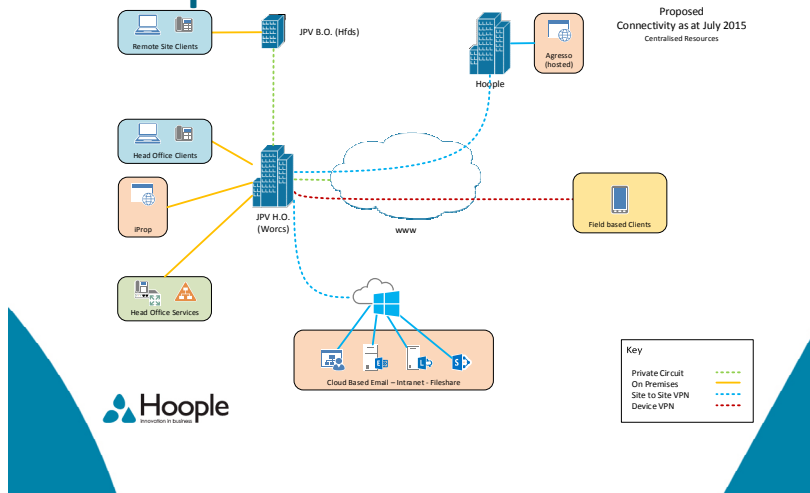 Proposed
Connectivity as at July 2015
Centralised Resources
JPV B.O. (Hfds)
Remote Site Clients
Agresso
(hosted)
Hoople
Head Office Clients
iProp
JPV H.O.
(Worcs)
www
Field based Clients
Head Office Services
E
L
S
Cloud Based Email – Intranet - Fileshare
Key
Private Circuit
On Premises
Site to Site VPN
Device VPN
Hoople
Innovation in business